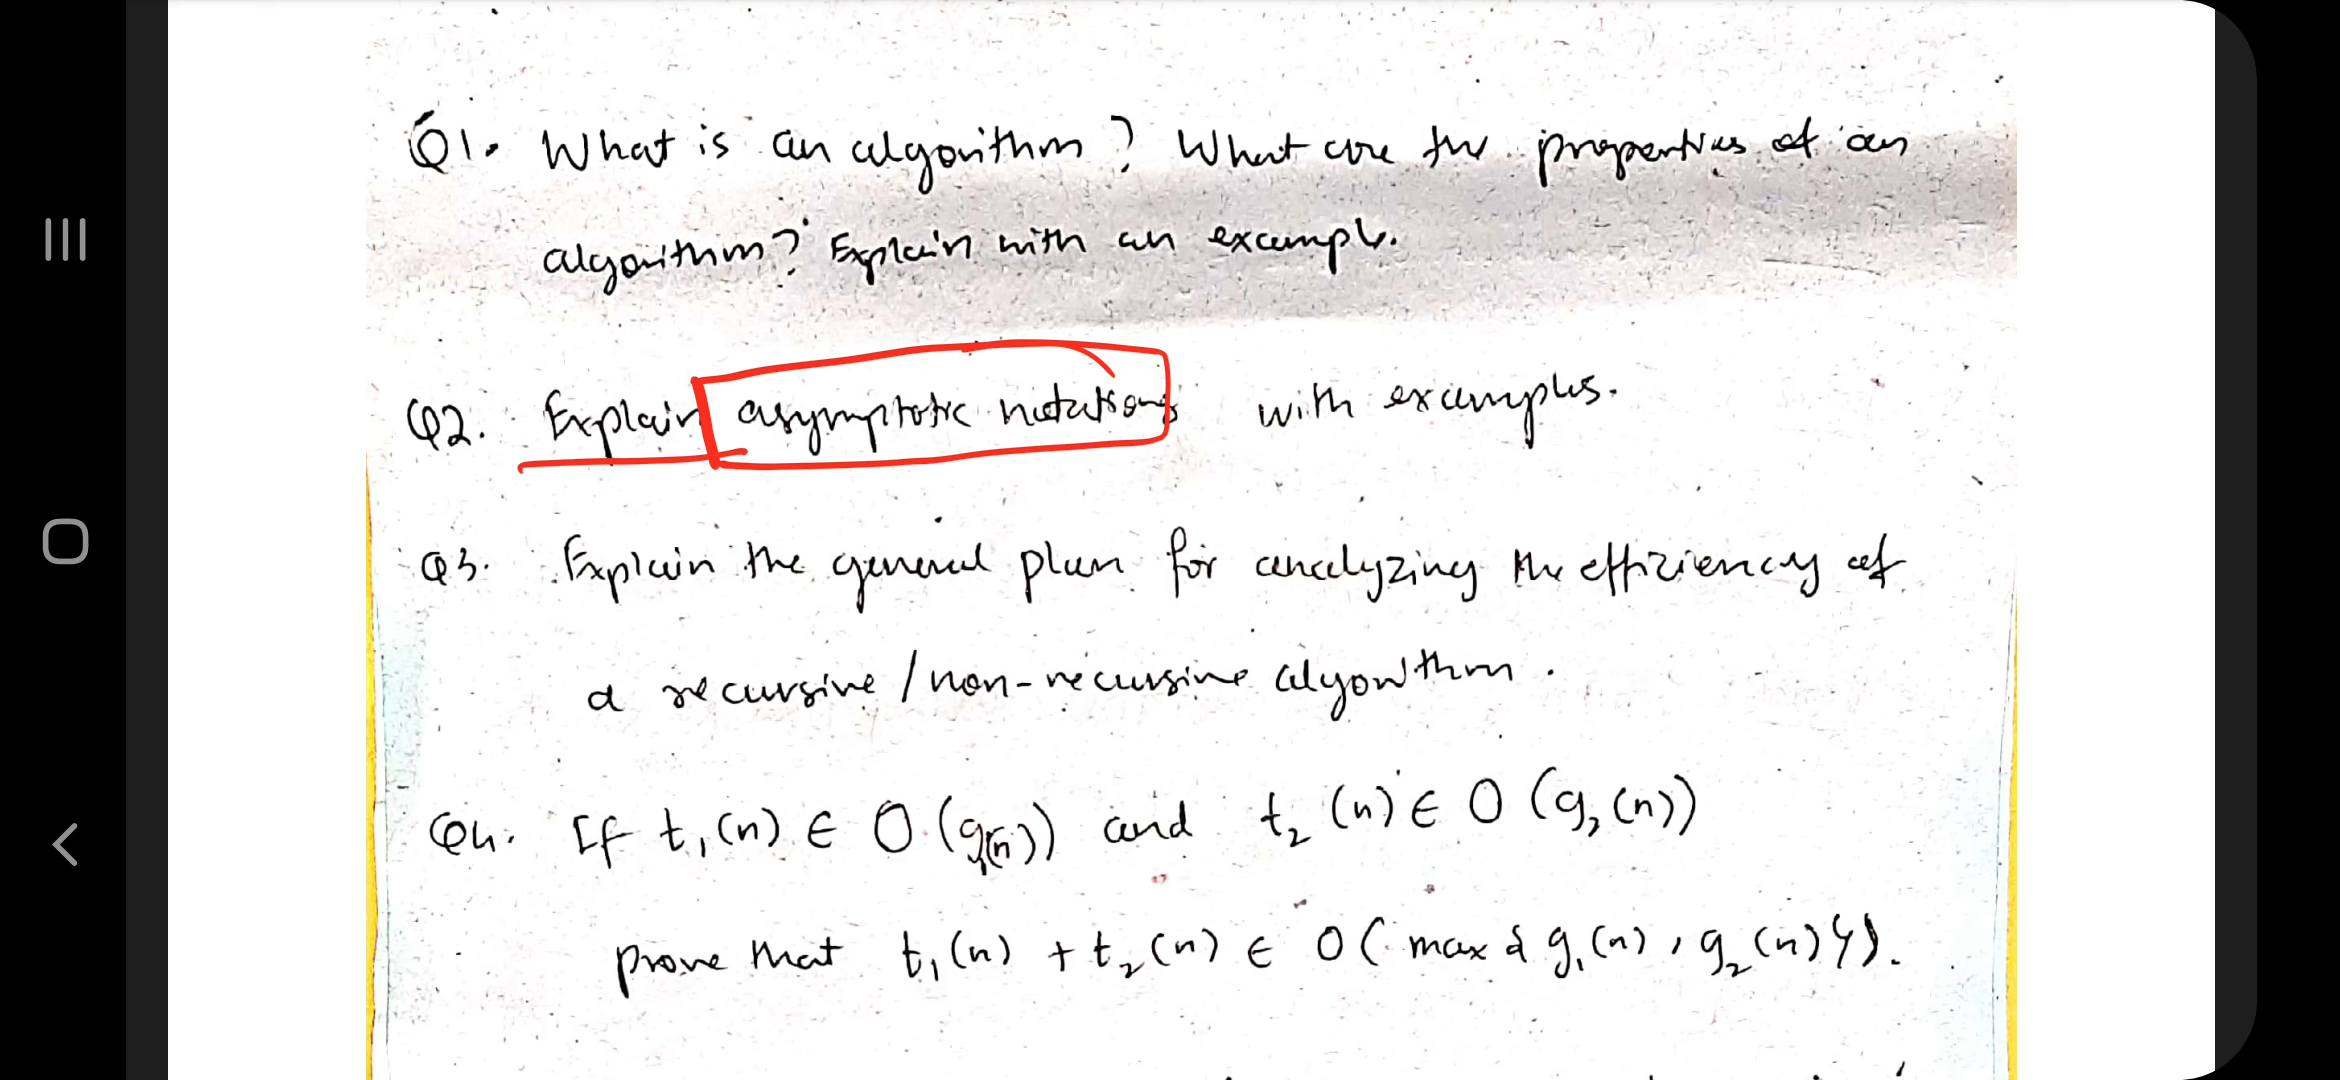 Q1. What is an algorithm? What are the properties of an
algorithm? Explain with an example.
Q2. Explain asymptotic notations with examples.
Q3. Explain the general plan for analyzing the efficiency of
a recursive/non-recursive algorithm.
Q4. If t₁(n) ∈ O(g₁(n)) and t₂(n) ∈ O(g₂(n))
prove that t₁(n) + t₂(n) ∈ O(max{g₁(n), g₂(n)}).